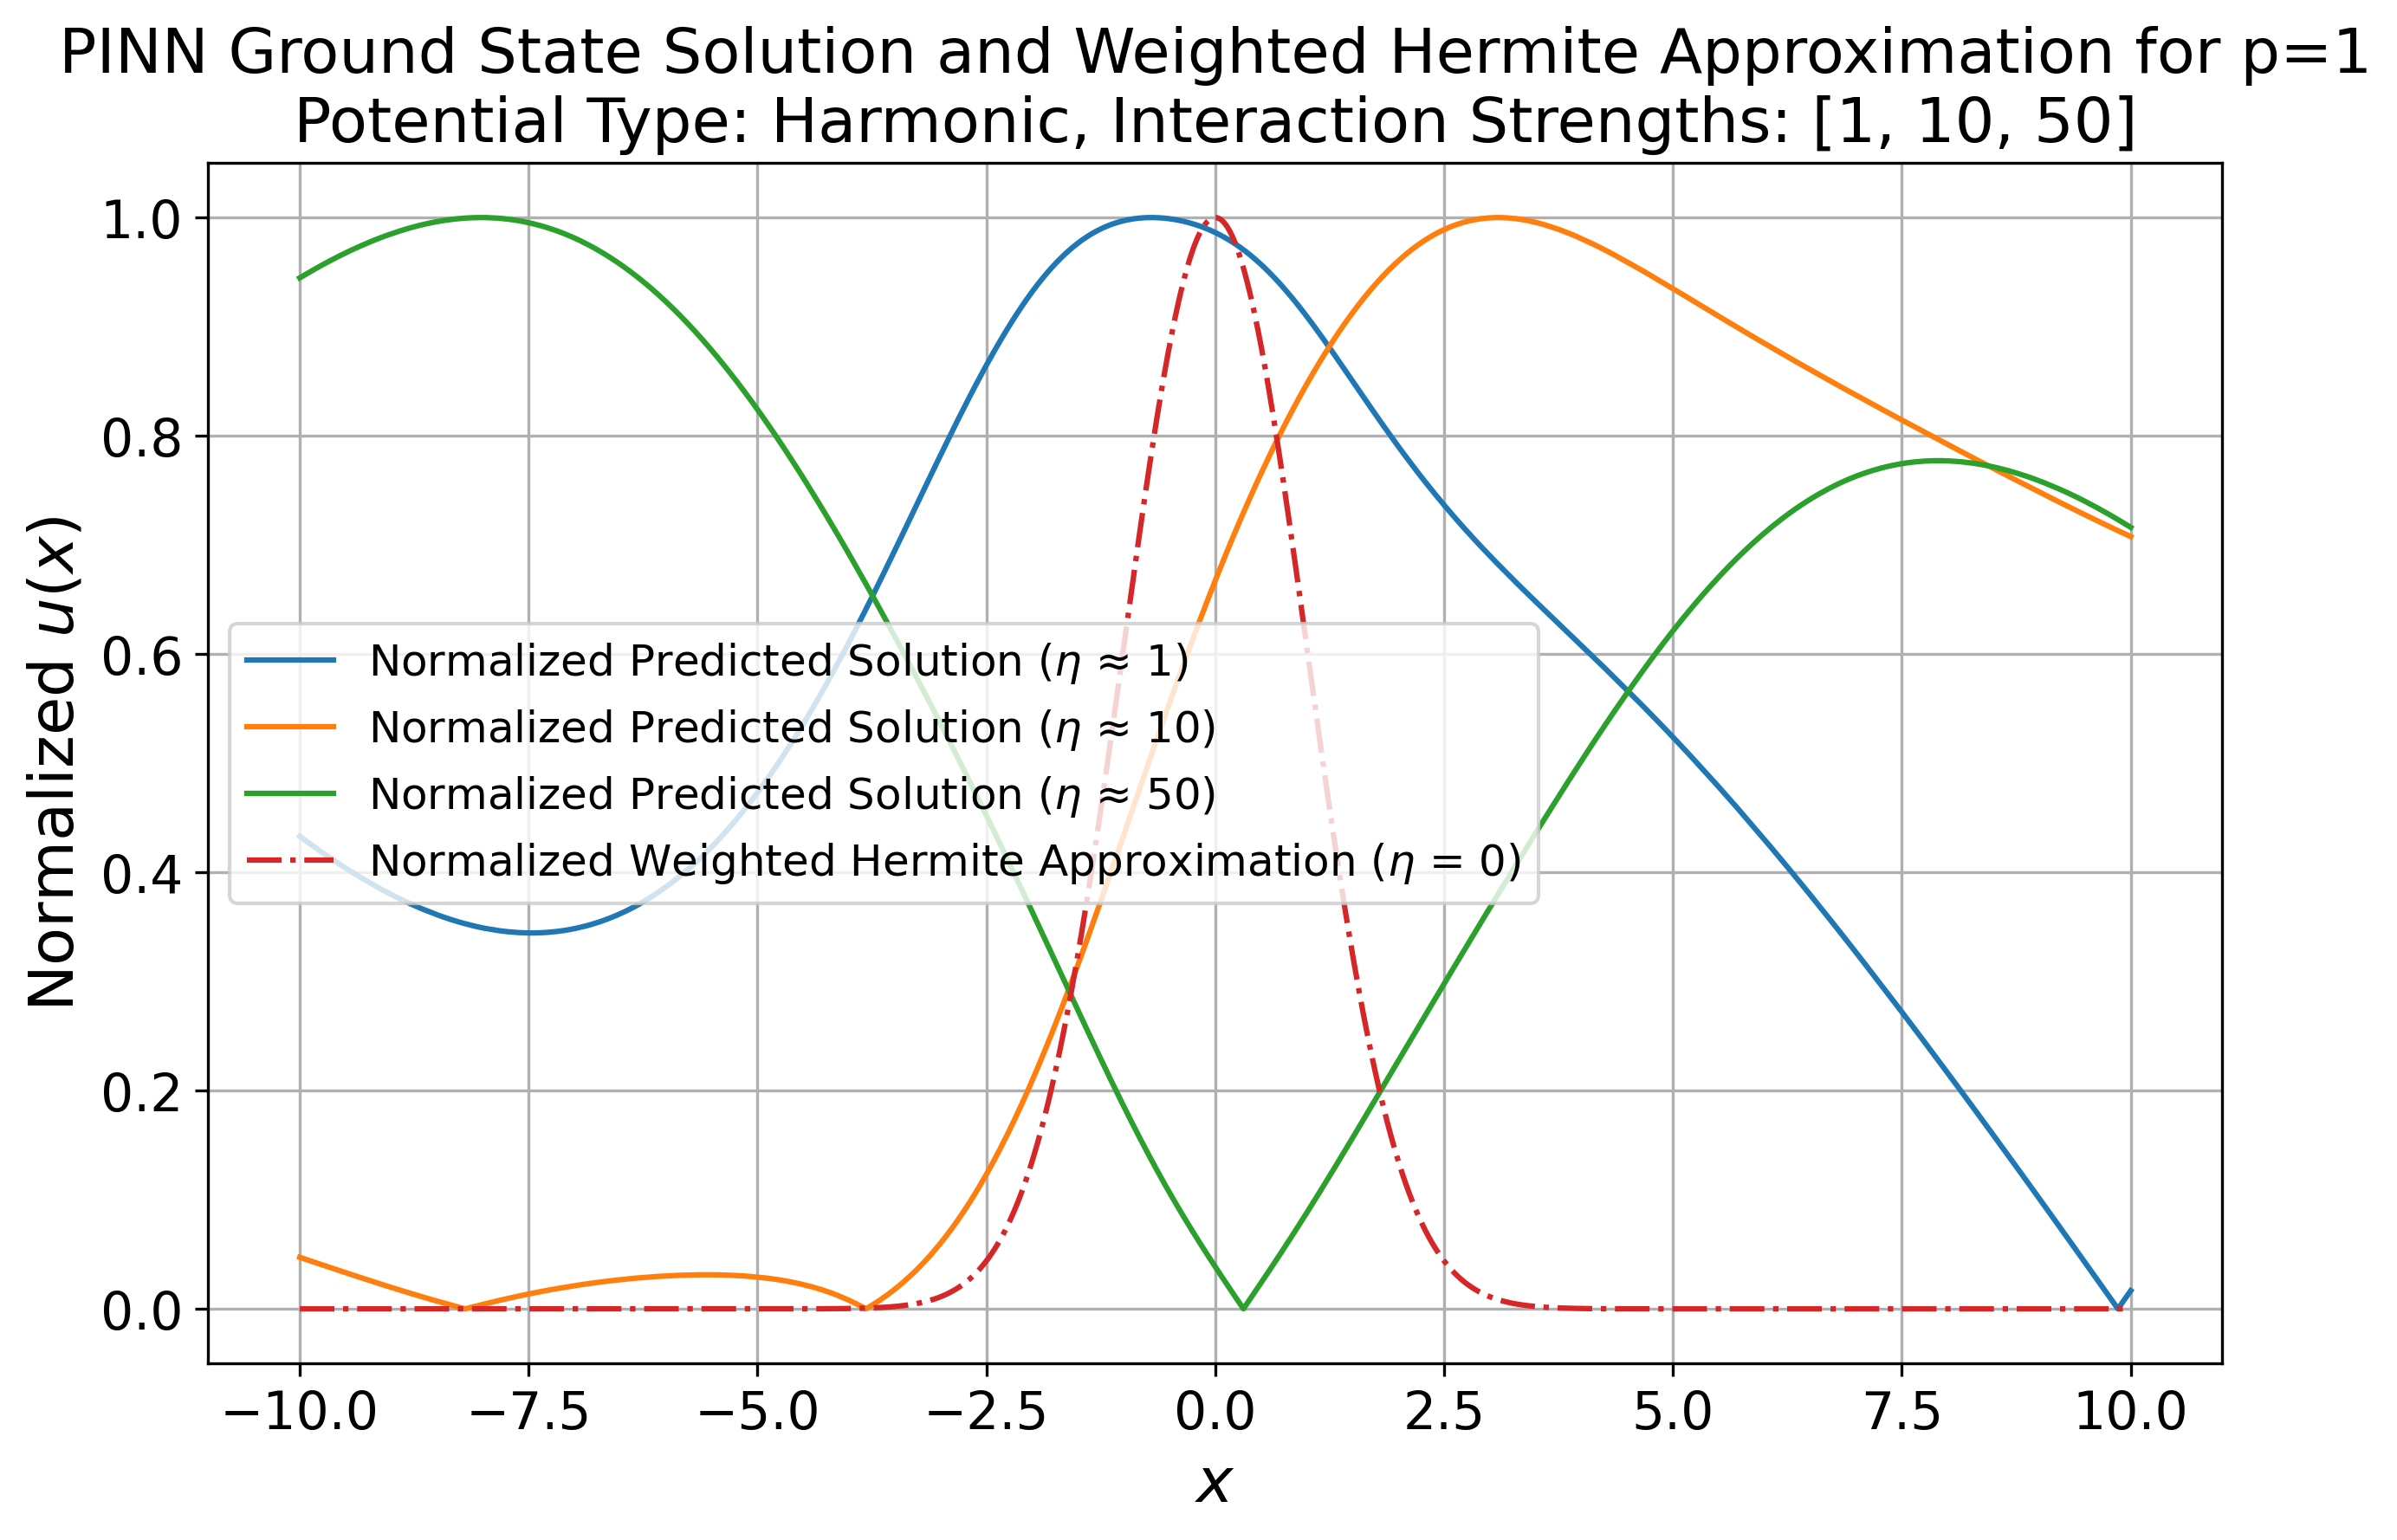 PINN Ground State Solution and Weighted Hermite Approximation for p=1
Potential Type: Harmonic, Interaction Strengths: [1, 10, 50]
Normalized u(x)
1.0
0.8
0.6
0.4
0.2
0.0
Normalized Predicted Solution (η ≈ 1)
Normalized Predicted Solution (η ≈ 10)
Normalized Predicted Solution (η ≈ 50)
Normalized Weighted Hermite Approximation (η = 0)
−10.0 −7.5 −5.0 −2.5 0.0 2.5 5.0 7.5 10.0
x